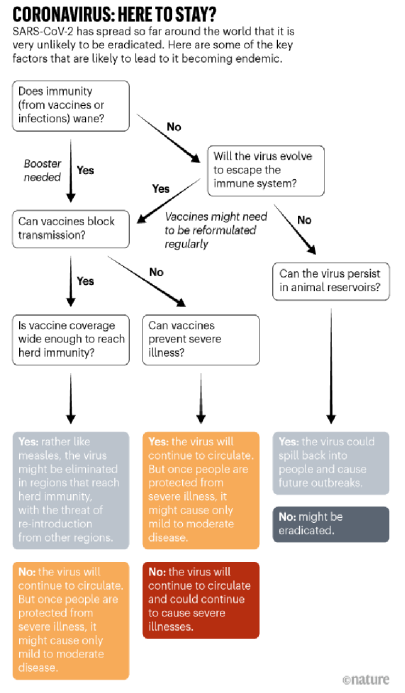 CORONAVIRUS: HERE TO STAY?
SARS-CoV-2 has spread so far around the world that it is
very unlikely to be eradicated. Here are some of the key
factors that are likely to lead to it becoming endemic.
Does immunity
(from vaccines or
infections) wane?
No
Booster
needed
Yes
Will the virus evolve
to escape the
immune system?
Yes
Can vaccines block
transmission?
Vaccines might need
to be reformulated
regularly
No
Yes
No
Can the virus persist
in animal reservoirs?
Is vaccine coverage
wide enough to reach
herd immunity?
Can vaccines
prevent severe
illness?
Yes: rather like
measles, the virus
might be eliminated
in regions that reach
herd immunity,
with the threat of
re-introduction
from other regions.
Yes: the virus will
continue to circulate.
But once people are
protected from
severe illness, it
might cause only
mild to moderate
disease.
Yes: the virus could
spill back into
people and cause
future outbreaks.
No: might be
eradicated.
No: the virus will
continue to circulate.
But once people are
protected from
severe illness, it
might cause only
mild to moderate
disease.
No: the virus will
continue to circulate
and could continue
to cause severe
illnesses.
©nature